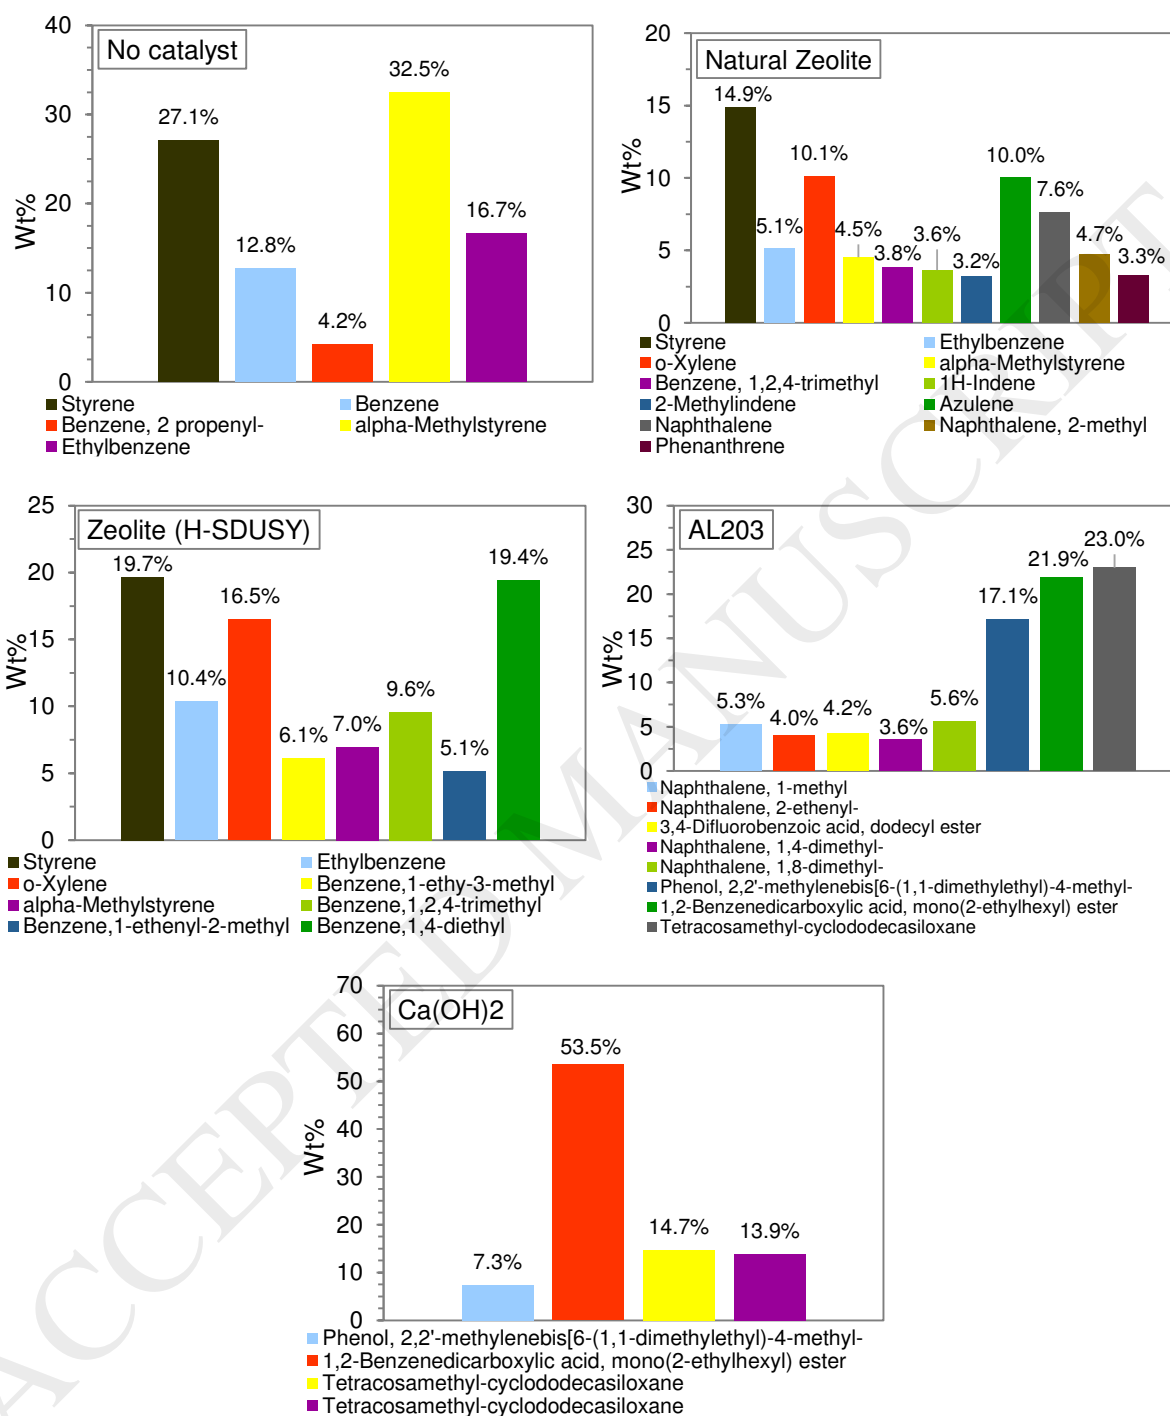 No catalyst
40
30
20
10
0
Wt%
27.1%
12.8%
4.2%
32.5%
16.7%
Styrene
Benzene
Benzene, 2 propenyl-
alpha-Methylstyrene
Ethylbenzene
Natural Zeolite
20
15
10
5
0
Wt%
14.9%
5.1%
10.1%
4.5%
3.8%
3.6%
3.2%
10.0%
7.6%
4.7%
3.3%
Styrene
Ethylbenzene
o-Xylene
alpha-Methylstyrene
Benzene, 1,2,4-trimethyl
1H-Indene
2-Methylindene
Azulene
Naphthalene
Naphthalene, 2-methyl
Phenanthrene
Zeolite (H-SDUSY)
25
20
15
10
5
0
Wt%
19.7%
10.4%
16.5%
6.1%
7.0%
9.6%
5.1%
19.4%
Styrene
Ethylbenzene
o-Xylene
Benzene,1-ethy-3-methyl
alpha-Methylstyrene
Benzene,1,2,4-trimethyl
Benzene,1-ethenyl-2-methyl
Benzene,1,4-diethyl
AL203
30
25
20
15
10
5
0
Wt%
5.3%
4.0%
4.2%
3.6%
5.6%
17.1%
21.9%
23.0%
Naphthalene, 1-methyl
Naphthalene, 2-ethenyl-
3,4-Difluorobenzoic acid, dodecyl ester
Naphthalene, 1,4-dimethyl-
Naphthalene, 1,8-dimethyl-
Phenol, 2,2'-methylenebis[6-(1,1-dimethylethyl)-4-methyl-
1,2-Benzenedicarboxylic acid, mono(2-ethylhexyl) ester
Tetracosamethyl-cyclododecasiloxane
Ca(OH)2
70
60
50
40
30
20
10
0
Wt%
7.3%
53.5%
14.7%
13.9%
Phenol, 2,2'-methylenebis[6-(1,1-dimethylethyl)-4-methyl-
1,2-Benzenedicarboxylic acid, mono(2-ethylhexyl) ester
Tetracosamethyl-cyclododecasiloxane
Tetracosamethyl-cyclododecasiloxane
ACCEPTED MANUSCRIPT